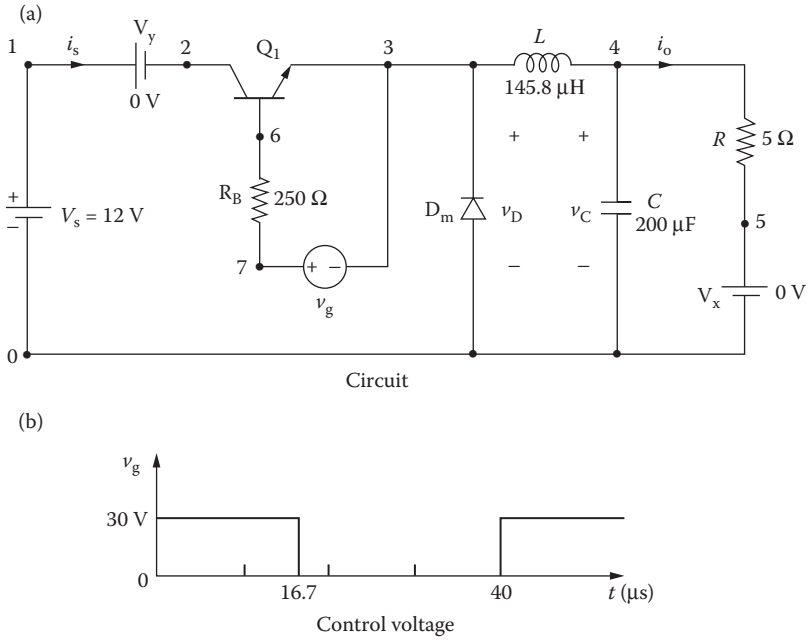 (a)
1
i_s
V_y
0 V
2
Q_1
3
L
145.8 µH
4
i_o
6
R_B
250 Ω
7
+ −
v_g
+
−
V_s = 12 V
D_m
+
v_D
−
+
v_C
−
C
200 µF
R
5 Ω
5
V_x
0 V
0
Circuit
(b)
v_g
30 V
0
16.7
40
t (µs)
Control voltage